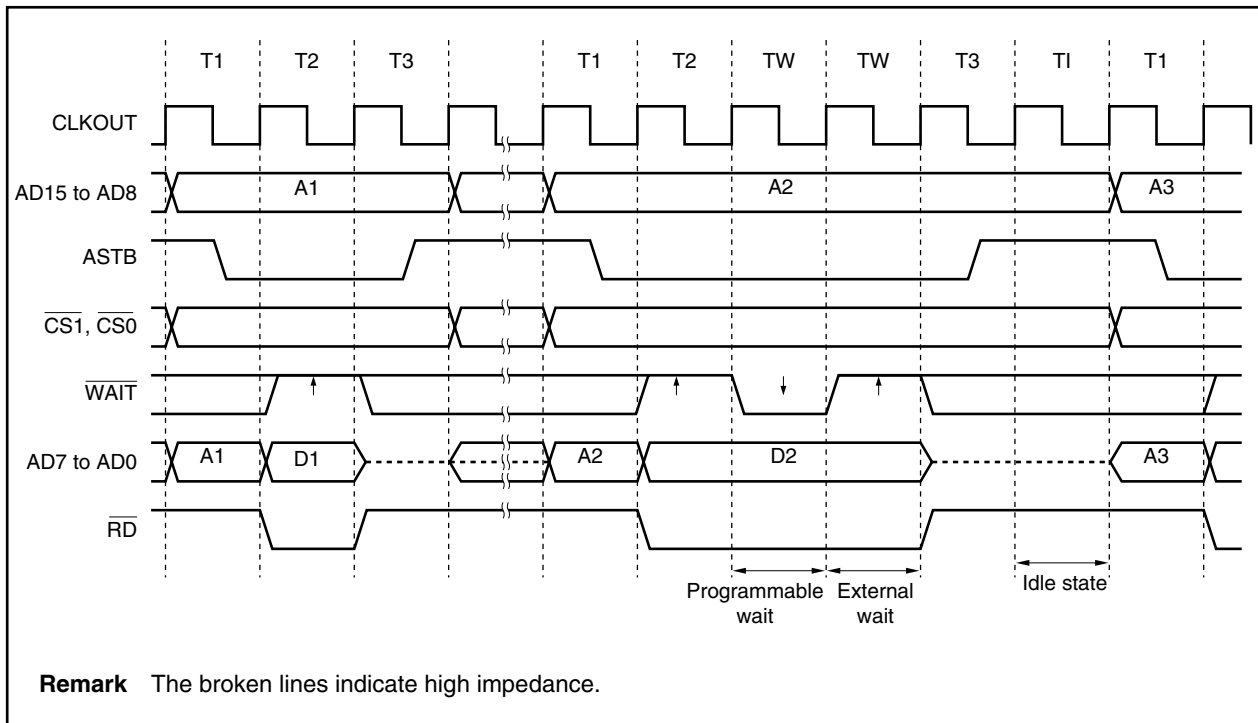 T1 T2 T3 T1 T2 TW TW T3 TI T1
CLKOUT
AD15 to AD8 A1 A2 A3
ASTB
CS1, CS0
WAIT
AD7 to AD0 A1 D1 A2 D2 A3
RD
Programmable wait
External wait
Idle state
Remark The broken lines indicate high impedance.